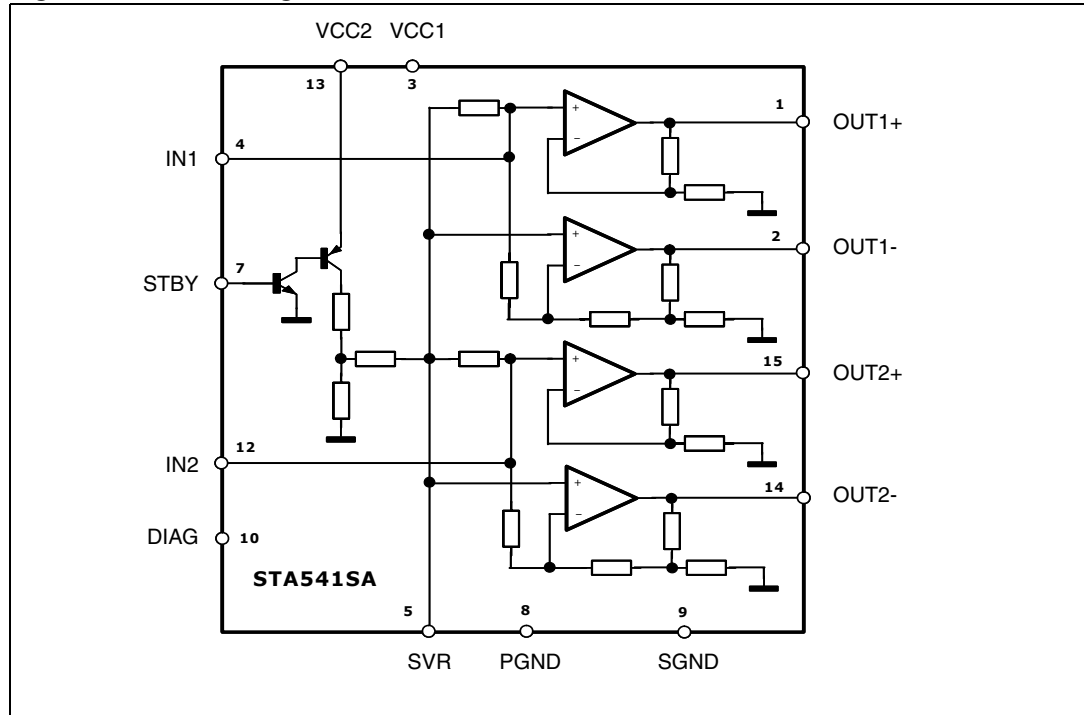 VCC2 VCC1
13 3
1 OUT1+
4
IN1
2 OUT1-
7
STBY
15 OUT2+
12
IN2
14 OUT2-
DIAG 10
STA541SA
5 8 9
SVR PGND SGND
+
−
+
−
+
−
+
−